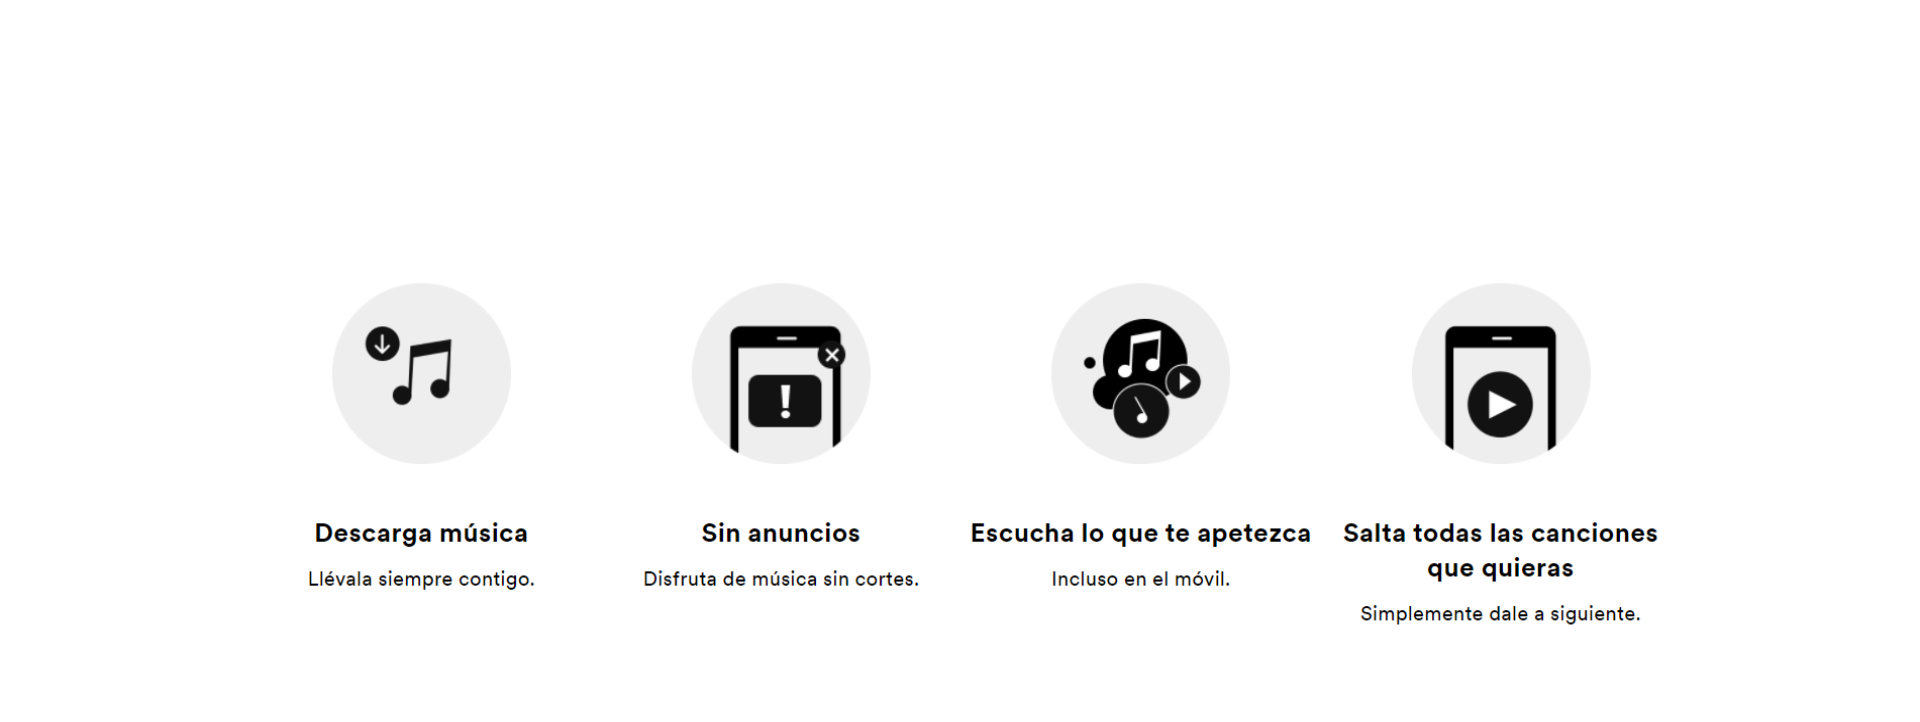 Descarga música
Llévala siempre contigo.
Sin anuncios
Disfruta de música sin cortes.
Escucha lo que te apetezca
Incluso en el móvil.
Salta todas las canciones
que quieras
Simplemente dale a siguiente.